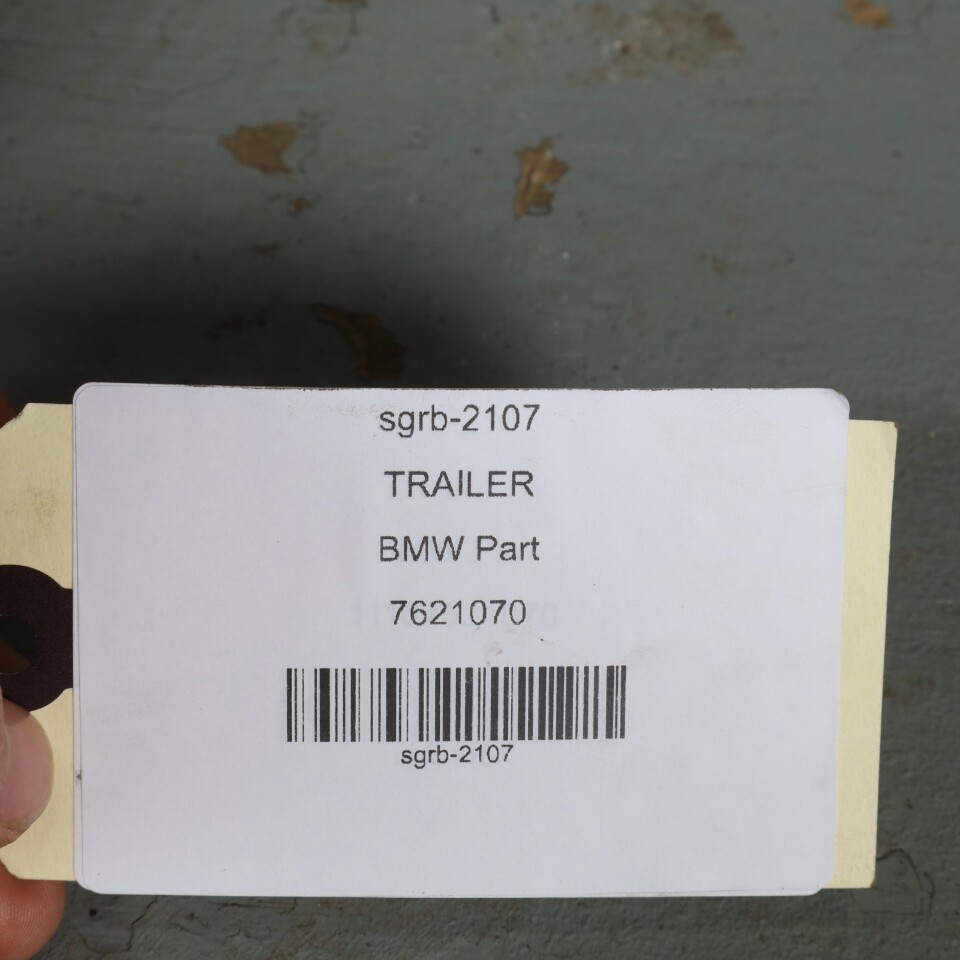 sgrb-2107
TRAILER
BMW Part
7621070
sgrb-2107